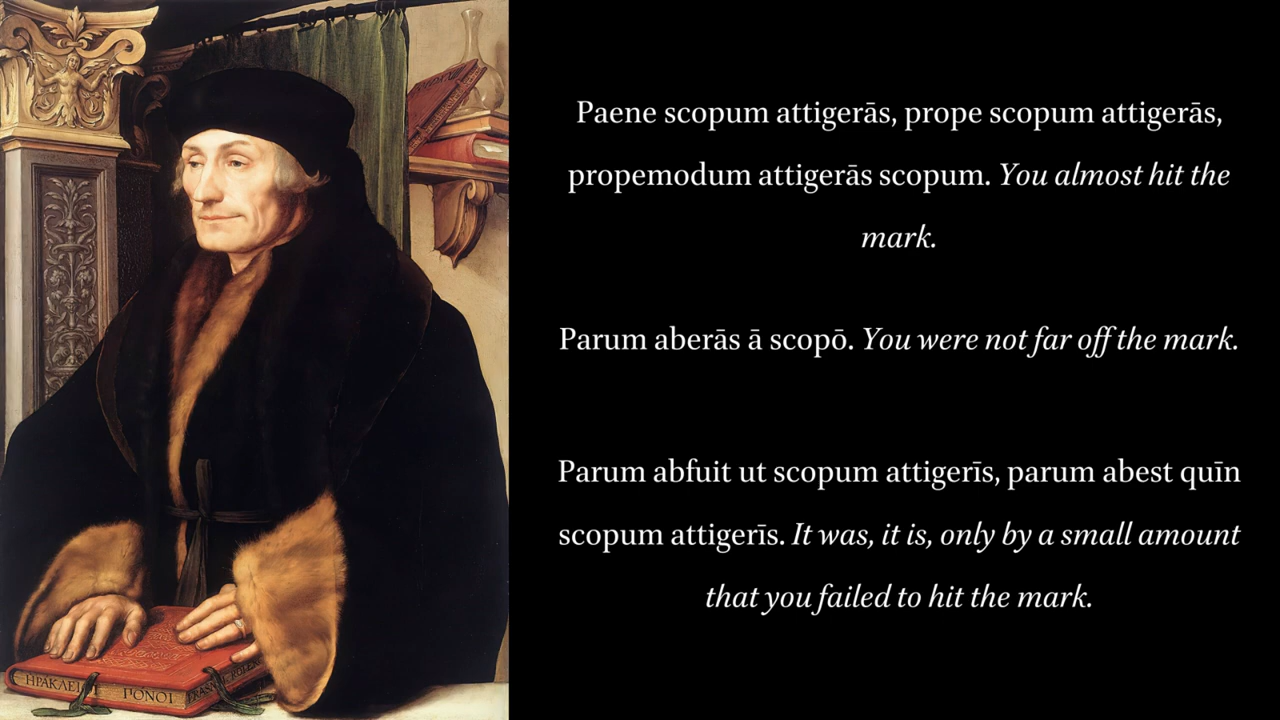 Paene scopum attigerās, prope scopum attigerās,
propemodum attigerās scopum. You almost hit the
mark.
Parum aberās ā scopō. You were not far off the mark.
Parum abfuit ut scopum attigerīs, parum abest quīn
scopum attigerīs. It was, it is, only by a small amount
that you failed to hit the mark.
ΠΟΝΟΙ